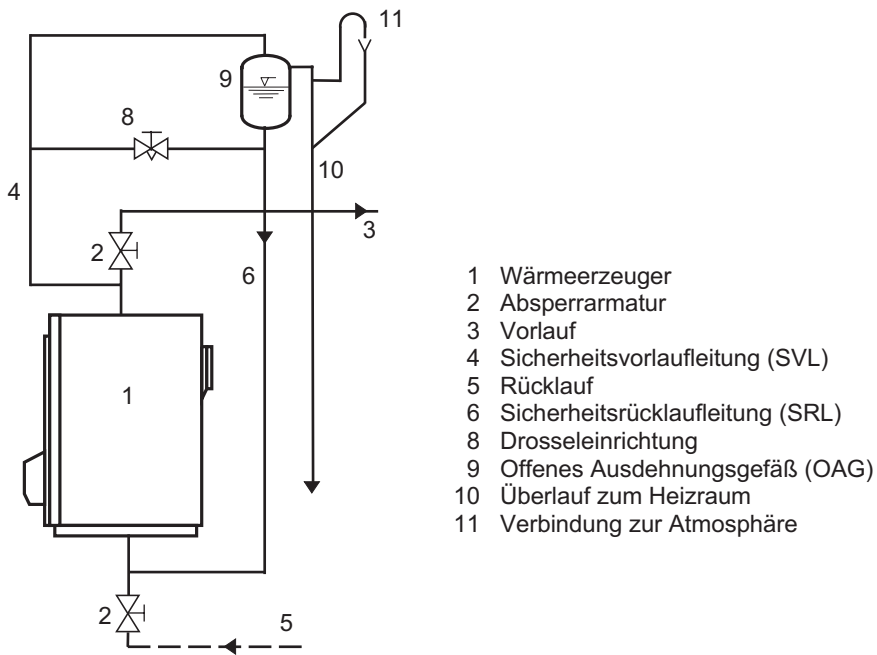 11
9
8
10
4
3
2
6
1
2
5
1 Wärmeerzeuger
2 Absperrarmatur
3 Vorlauf
4 Sicherheitsvorlaufleitung (SVL)
5 Rücklauf
6 Sicherheitsrücklaufleitung (SRL)
8 Drosseleinrichtung
9 Offenes Ausdehnungsgefäß (OAG)
10 Überlauf zum Heizraum
11 Verbindung zur Atmosphäre